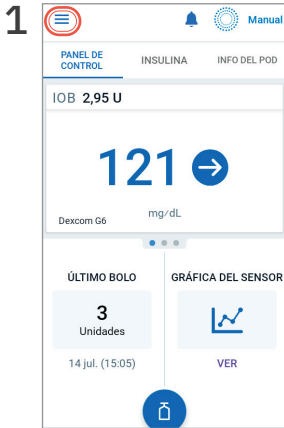 1
Manual
PANEL DE
CONTROL
INSULINA
INFO DEL POD
IOB 2,95 U
121
mg/dL
Dexcom G6
ÚLTIMO BOLO
GRÁFICA DEL SENSOR
3
Unidades
14 jul. (15:05)
VER